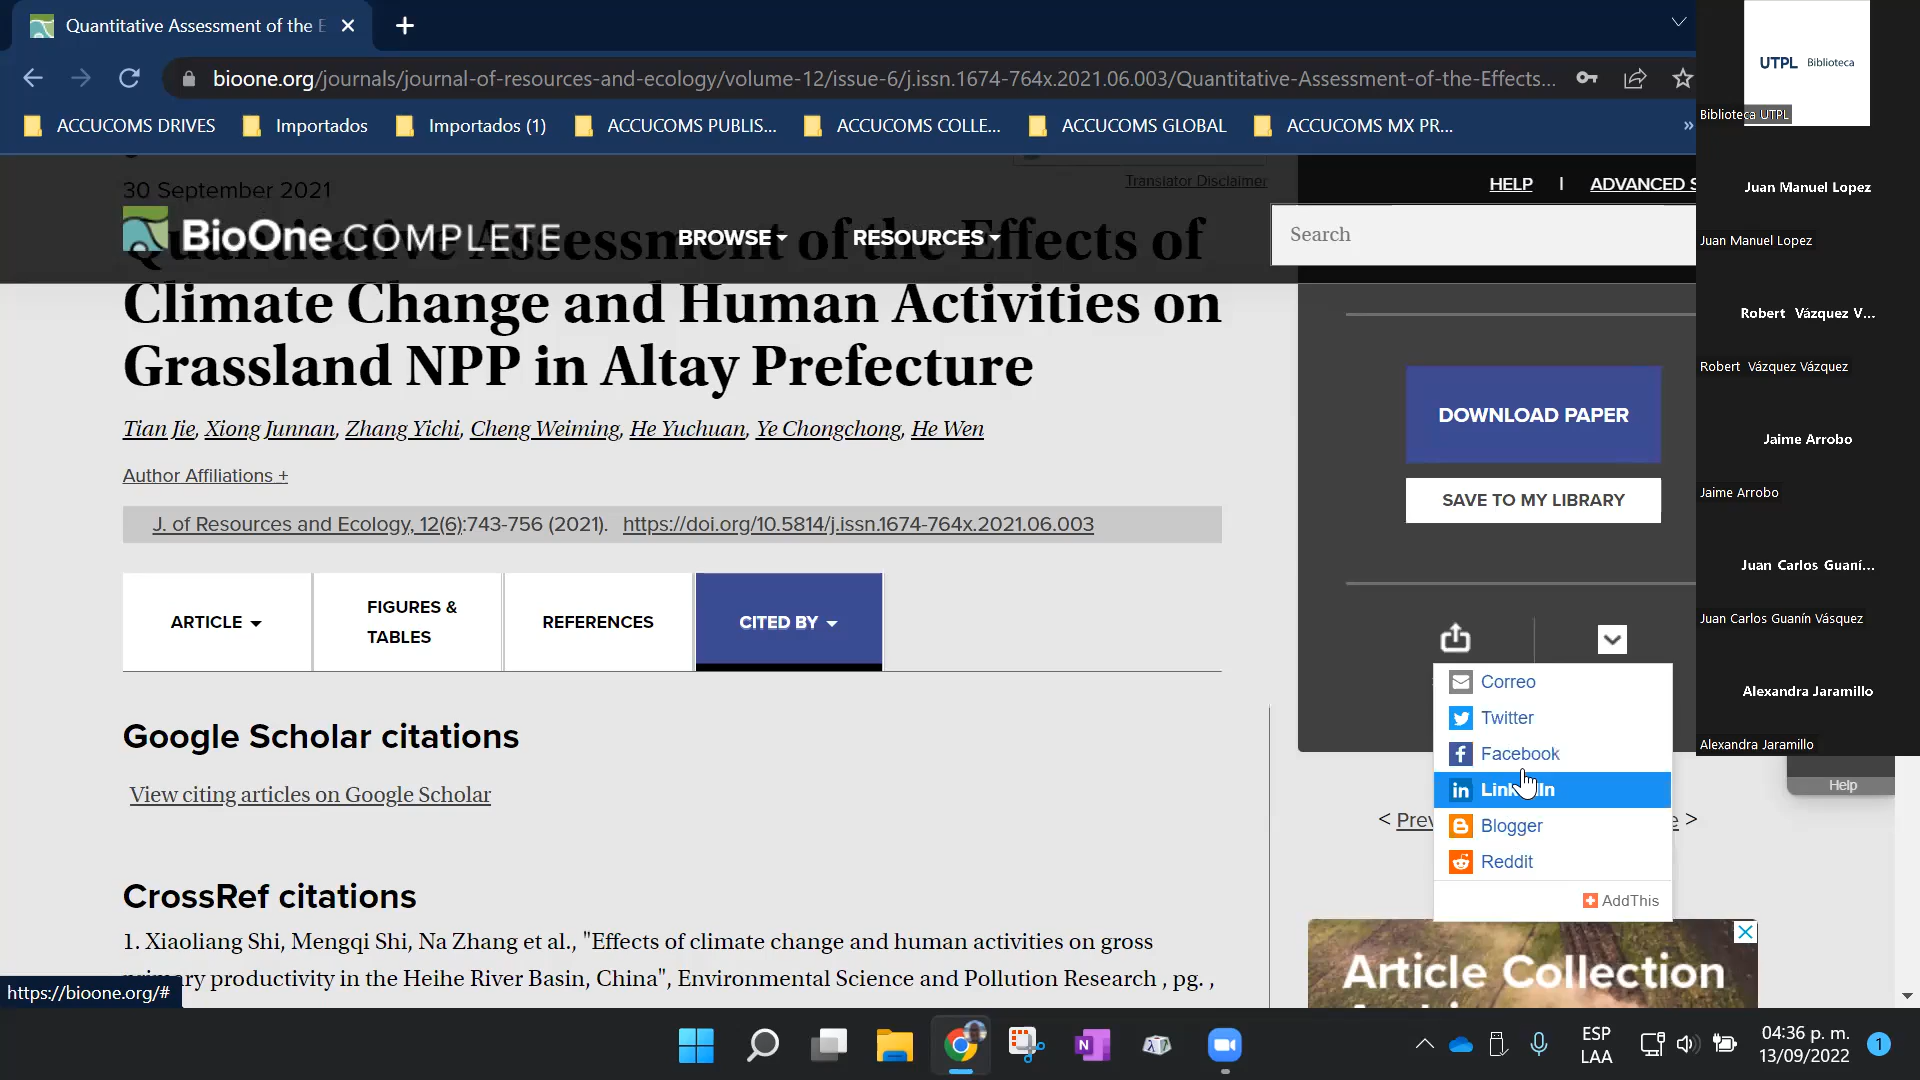 Quantitative Assessment of the E
bioone.org/journals/journal-of-resources-and-ecology/volume-12/issue-6/j.issn.1674-764x.2021.06.003/Quantitative-Assessment-of-the-Effects...
ACCUCOMS DRIVES
Importados
Importados (1)
ACCUCOMS PUBLIS...
ACCUCOMS COLLE...
ACCUCOMS GLOBAL
ACCUCOMS MX PR...
»
30 September 2021
Translator Disclaimer
HELP | ADVANCED S
BioOne COMPLETE
BROWSE
RESOURCES
Search
Quantitative Assessment of the Effects of
Climate Change and Human Activities on
Grassland NPP in Altay Prefecture
Tian Jie, Xiong Junnan, Zhang Yichi, Cheng Weiming, He Yuchuan, Ye Chongchong, He Wen
Author Affiliations +
J. of Resources and Ecology, 12(6):743-756 (2021). https://doi.org/10.5814/j.issn.1674-764x.2021.06.003
ARTICLE
FIGURES &
TABLES
REFERENCES
CITED BY
Google Scholar citations
View citing articles on Google Scholar
CrossRef citations
1. Xiaoliang Shi, Mengqi Shi, Na Zhang et al., "Effects of climate change and human activities on gross
primary productivity in the Heihe River Basin, China", Environmental Science and Pollution Research , pg. ,
https://bioone.org/#
DOWNLOAD PAPER
SAVE TO MY LIBRARY
Correo
Twitter
Facebook
LinkedIn
Blogger
Reddit
AddThis
< Prev
e >
Help
Article Collection
UTPL Biblioteca
Biblioteca UTPL
Juan Manuel Lopez
Juan Manuel Lopez
Robert Vázquez V...
Robert Vázquez Vázquez
Jaime Arrobo
Jaime Arrobo
Juan Carlos Guaní...
Juan Carlos Guanín Vásquez
Alexandra Jaramillo
Alexandra Jaramillo
ESP
LAA
04:36 p. m.
13/09/2022
1